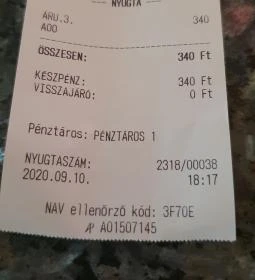 --- NYUGTA ---
ÁRU.3. 340
A00
ÖSSZESEN: 340 Ft
KÉSZPÉNZ: 340 Ft
VISSZAJÁRÓ: 0 Ft
Pénztáros: PÉNZTÁROS 1
NYUGTASZÁM: 2318/00038
2020.09.10. 18:17
NAV ellenőrző kód: 3F70E
AP A01507145